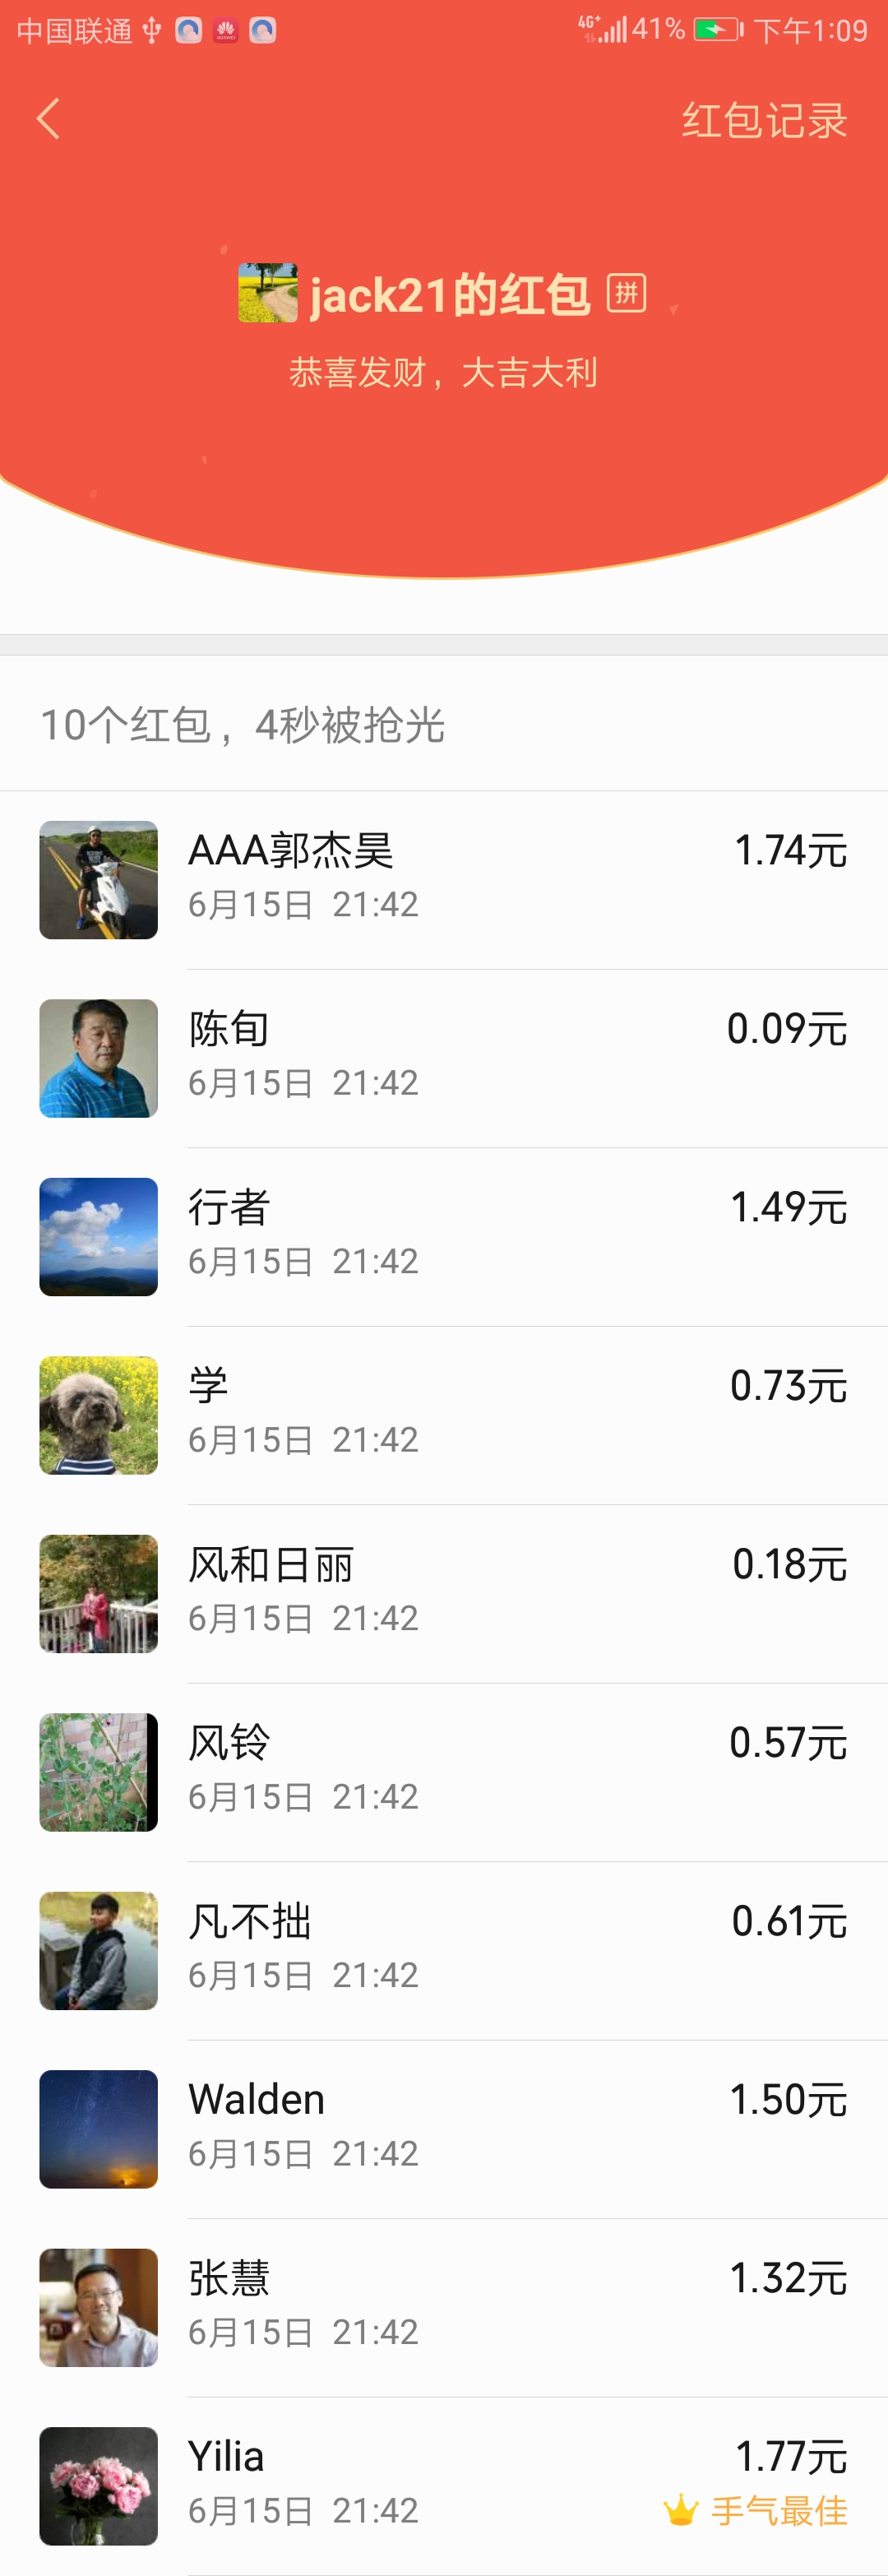 中国联通 4G+ 41% 下午1:09
红包记录
jack21的红包 拼
恭喜发财，大吉大利
10个红包，4秒被抢光
AAA郭杰昊 1.74元
6月15日 21:42
陈旬 0.09元
6月15日 21:42
行者 1.49元
6月15日 21:42
学 0.73元
6月15日 21:42
风和日丽 0.18元
6月15日 21:42
风铃 0.57元
6月15日 21:42
凡不拙 0.61元
6月15日 21:42
Walden 1.50元
6月15日 21:42
张慧 1.32元
6月15日 21:42
Yilia 1.77元
6月15日 21:42 手气最佳